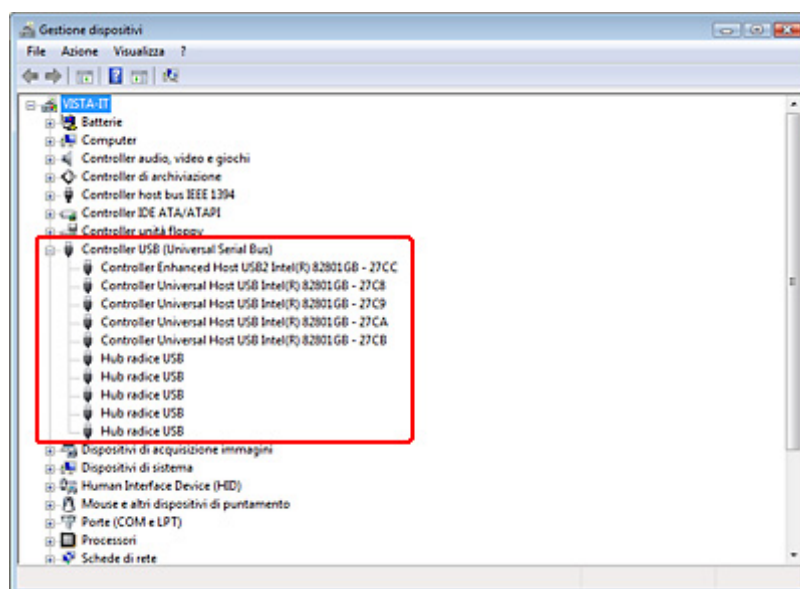 Gestione dispositivi
File Azione Visualizza ?
VISTA-IT
Batterie
Computer
Controller audio, video e giochi
Controller di archiviazione
Controller host bus IEEE 1394
Controller IDE ATA/ATAPI
Controller unità floppy
Controller USB (Universal Serial Bus)
Controller Enhanced Host USB2 Intel(R) 82801GB - 27CC
Controller Universal Host USB Intel(R) 82801GB - 27C8
Controller Universal Host USB Intel(R) 82801GB - 27C9
Controller Universal Host USB Intel(R) 82801GB - 27CA
Controller Universal Host USB Intel(R) 82801GB - 27CB
Hub radice USB
Hub radice USB
Hub radice USB
Hub radice USB
Hub radice USB
Dispositivi di acquisizione immagini
Dispositivi di sistema
Human Interface Device (HID)
Mouse e altri dispositivi di puntamento
Porte (COM e LPT)
Processori
Schede di rete